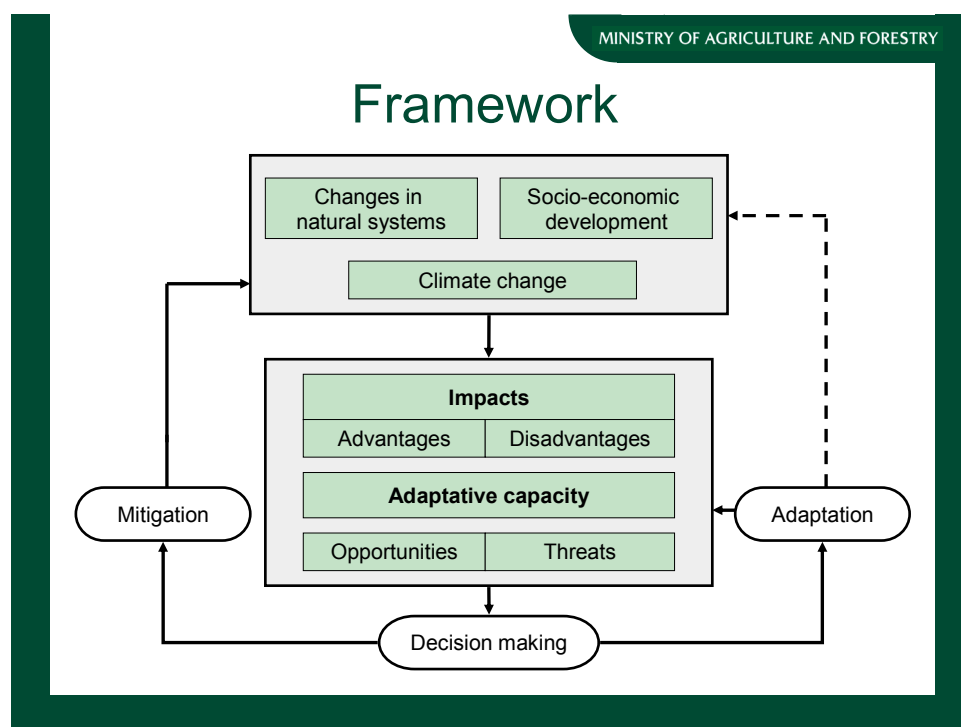 MINISTRY OF AGRICULTURE AND FORESTRY
Framework
Changes in
natural systems
Socio-economic
development
Climate change
Impacts
Advantages
Disadvantages
Adaptative capacity
Opportunities
Threats
Mitigation
Adaptation
Decision making